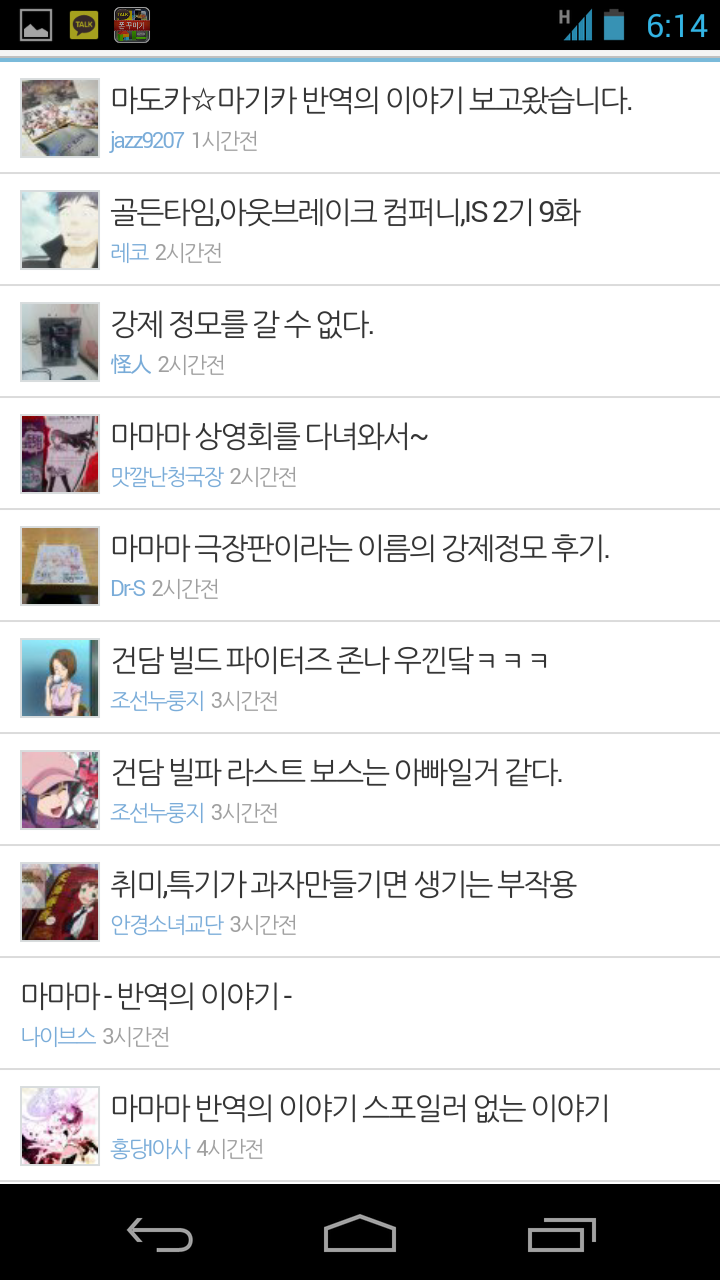 TALK
폰꾸미기
H
6:14
마도카☆마기카 반역의 이야기 보고왔습니다.
jazz9207 1시간전
골든타임,아웃브레이크 컴퍼니,IS 2기 9화
레코 2시간전
강제 정모를 갈 수 없다.
怪人 2시간전
마마마 상영회를 다녀와서~
맛깔난청국장 2시간전
마마마 극장판이라는 이름의 강제정모 후기.
Dr-S 2시간전
건담 빌드 파이터즈 존나 우낀닼ㅋㅋㅋ
조선누룽지 3시간전
건담 빌파 라스트 보스는 아빠일거 같다.
조선누룽지 3시간전
취미,특기가 과자만들기면 생기는 부작용
안경소녀교단 3시간전
마마마 - 반역의 이야기 -
나이브스 3시간전
마마마 반역의 이야기 스포일러 없는 이야기
홍당I아사 4시간전